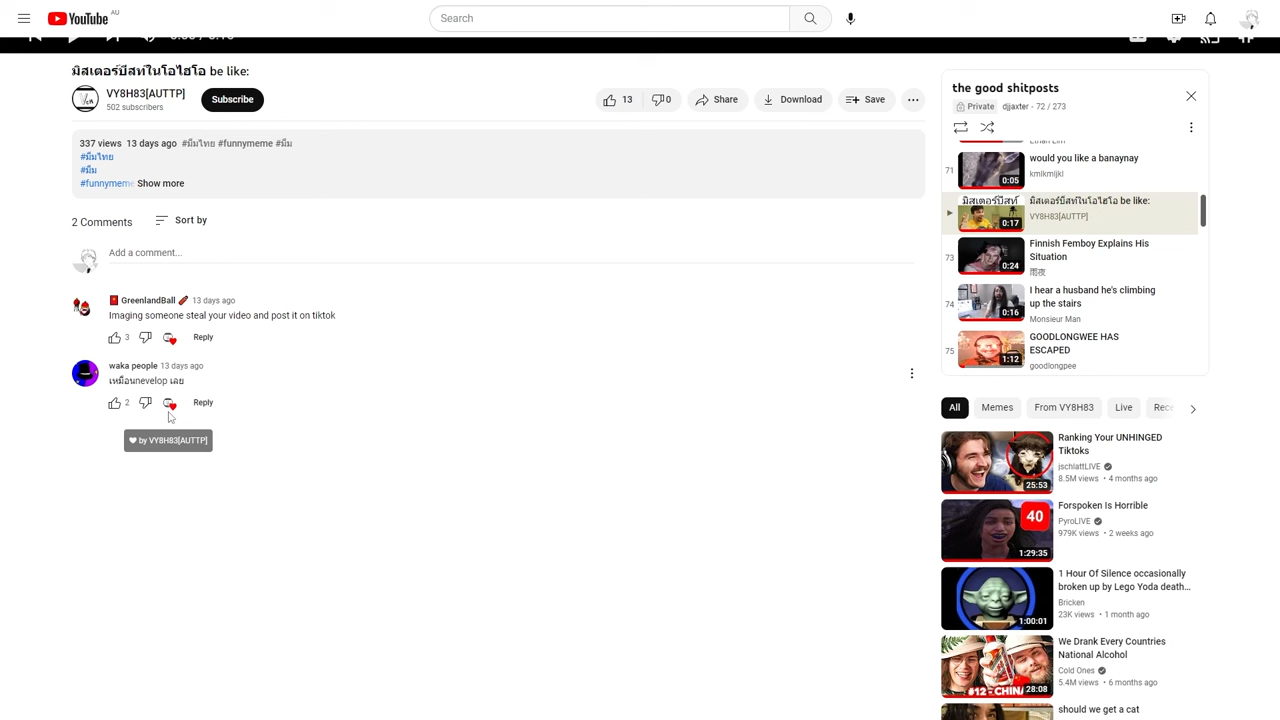 YouTube AU
Search
มิสเตอร์บีสท์ในโอไฮโอ be like:
VY8H83[AUTTP]
502 subscribers
Subscribe
13
0
Share
Download
Save
337 views 13 days ago #มีมไทย #funnymeme #มีม
#มีมไทย
#มีม
#funnymeme Show more
2 Comments
Sort by
Add a comment...
GreenlandBall 13 days ago
Imaging someone steal your video and post it on tiktok
3
Reply
waka people 13 days ago
เหมือนnevelop เลย
2
Reply
by VY8H83[AUTTP]
the good shitposts
Private djjaxter - 72 / 273
71
0:05
would you like a banaynay
kmlkmljkl
มิสเตอร์บีสท์
0:17
มิสเตอร์บีสท์ในโอไฮโอ be like:
VY8H83[AUTTP]
73
0:24
Finnish Femboy Explains His
Situation
雨夜
74
0:16
I hear a husband he's climbing
up the stairs
Monsieur Man
75
1:12
GOODLONGWEE HAS
ESCAPED
goodlongpee
All
Memes
From VY8H83
Live
Rece
25:53
Ranking Your UNHINGED
Tiktoks
jschlattLIVE
8.5M views • 4 months ago
40
1:29:35
Forspoken Is Horrible
PyroLIVE
979K views • 2 weeks ago
1:00:01
1 Hour Of Silence occasionally
broken up by Lego Yoda death...
Bricken
23K views • 1 month ago
#12 - CHINA
28:08
We Drank Every Countries
National Alcohol
Cold Ones
5.4M views • 6 months ago
should we get a cat